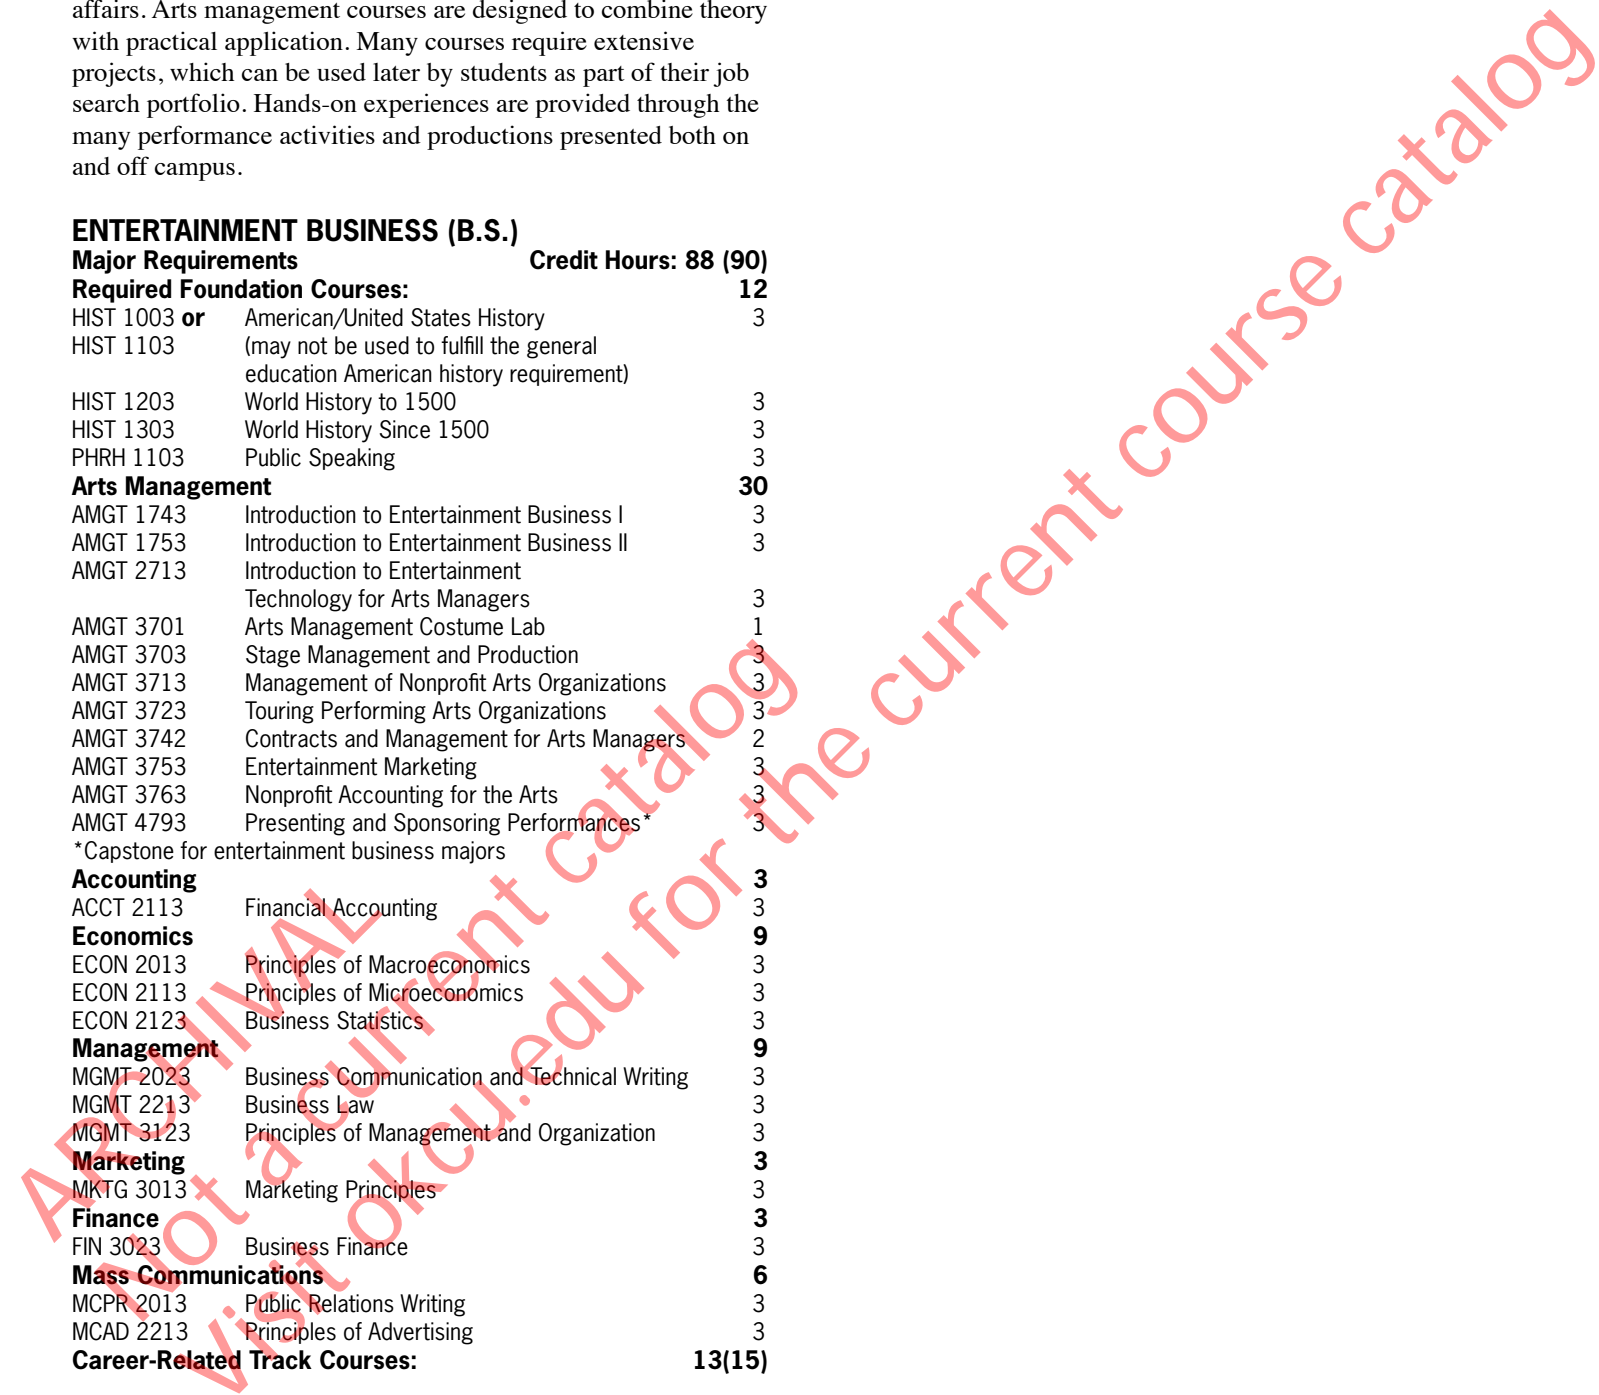 affairs. Arts management courses are designed to combine theory
with practical application. Many courses require extensive
projects, which can be used later by students as part of their job
search portfolio. Hands-on experiences are provided through the
many performance activities and productions presented both on
and off campus.
ENTERTAINMENT BUSINESS (B.S.)
Major Requirements Credit Hours: 88 (90)
Required Foundation Courses: 12
HIST 1003 or American/United States History 3
HIST 1103 (may not be used to fulfill the general
education American history requirement)
HIST 1203 World History to 1500 3
HIST 1303 World History Since 1500 3
PHRH 1103 Public Speaking 3
Arts Management 30
AMGT 1743 Introduction to Entertainment Business I 3
AMGT 1753 Introduction to Entertainment Business II 3
AMGT 2713 Introduction to Entertainment
Technology for Arts Managers 3
AMGT 3701 Arts Management Costume Lab 1
AMGT 3703 Stage Management and Production 3
AMGT 3713 Management of Nonprofit Arts Organizations 3
AMGT 3723 Touring Performing Arts Organizations 3
AMGT 3742 Contracts and Management for Arts Managers 2
AMGT 3753 Entertainment Marketing 3
AMGT 3763 Nonprofit Accounting for the Arts 3
AMGT 4793 Presenting and Sponsoring Performances* 3
*Capstone for entertainment business majors
Accounting 3
ACCT 2113 Financial Accounting 3
Economics 9
ECON 2013 Principles of Macroeconomics 3
ECON 2113 Principles of Microeconomics 3
ECON 2123 Business Statistics 3
Management 9
MGMT 2023 Business Communication and Technical Writing 3
MGMT 2213 Business Law 3
MGMT 3123 Principles of Management and Organization 3
Marketing 3
MKTG 3013 Marketing Principles 3
Finance 3
FIN 3023 Business Finance 3
Mass Communications 6
MCPR 2013 Public Relations Writing 3
MCAD 2213 Principles of Advertising 3
Career-Related Track Courses: 13(15)
ARCHIVAL
Not a current catalog
Visit okcu.edu for the current course catalog